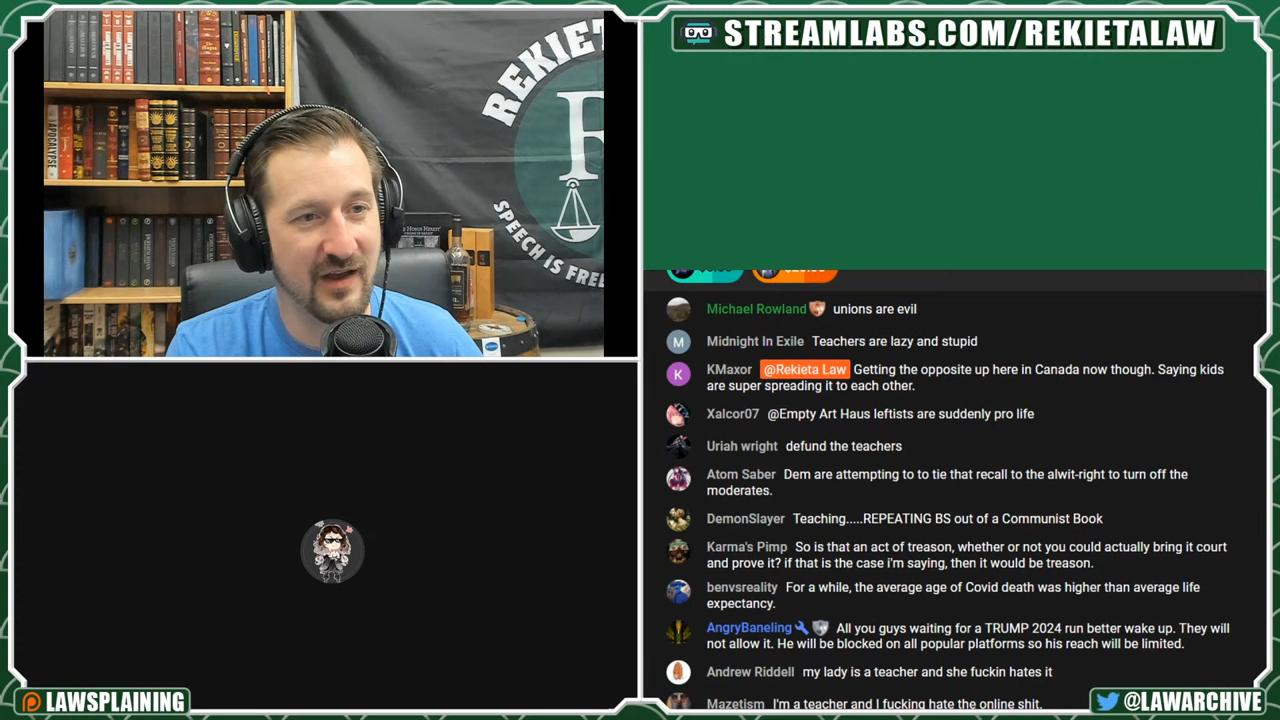 STREAMLABS.COM/REKIETALAW
REKIET
R
SPEECH IS FREE
APOCALYPSE
Michael Rowland unions are evil
M Midnight In Exile Teachers are lazy and stupid
K KMaxor @Rekieta Law Getting the opposite up here in Canada now though. Saying kids
are super spreading it to each other.
Xalcor07 @Empty Art Haus leftists are suddenly pro life
Uriah wright defund the teachers
Atom Saber Dem are attempting to to tie that recall to the alwit-right to turn off the
moderates.
DemonSlayer Teaching.....REPEATING BS out of a Communist Book
Karma's Pimp So is that an act of treason, whether or not you could actually bring it court
and prove it? if that is the case i'm saying, then it would be treason.
benvsreality For a while, the average age of Covid death was higher than average life
expectancy.
AngryBaneling All you guys waiting for a TRUMP 2024 run better wake up. They will
not allow it. He will be blocked on all popular platforms so his reach will be limited.
Andrew Riddell my lady is a teacher and she fuckin hates it
Mazetism I'm a teacher and I fucking hate the online shit.
LAWSPLAINING
@LAWARCHIVE